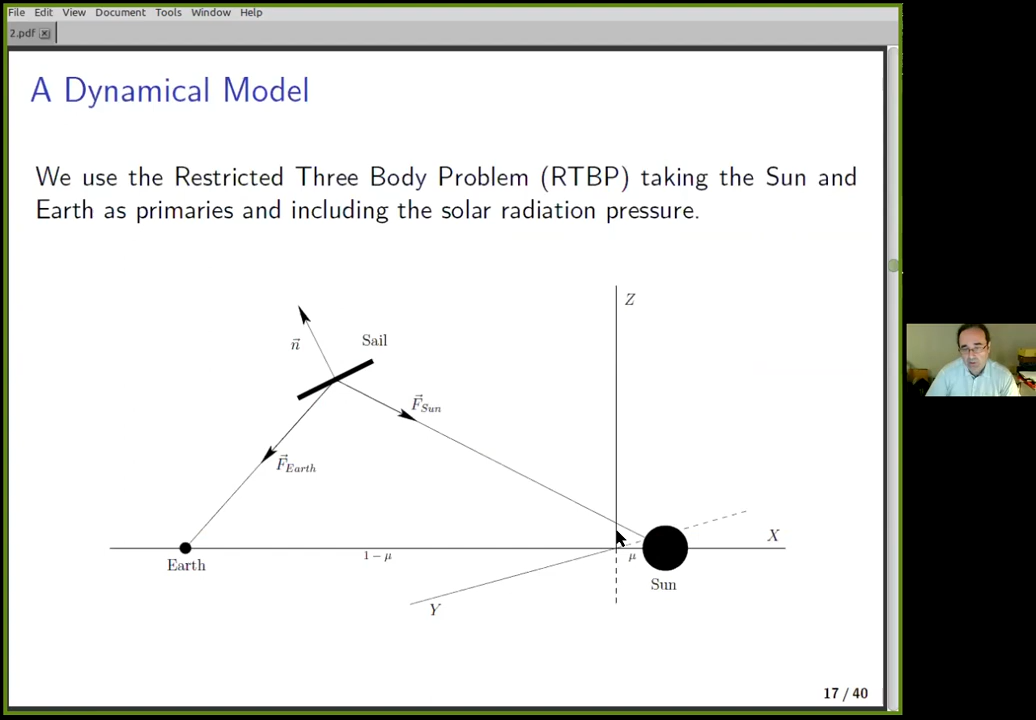 File Edit View Document Tools Window Help
2.pdf
A Dynamical Model
We use the Restricted Three Body Problem (RTBP) taking the Sun and
Earth as primaries and including the solar radiation pressure.
Z
n⃗
Sail
F⃗_Sun
F⃗_Earth
X
Earth
1 − μ
μ
Sun
Y
17 / 40